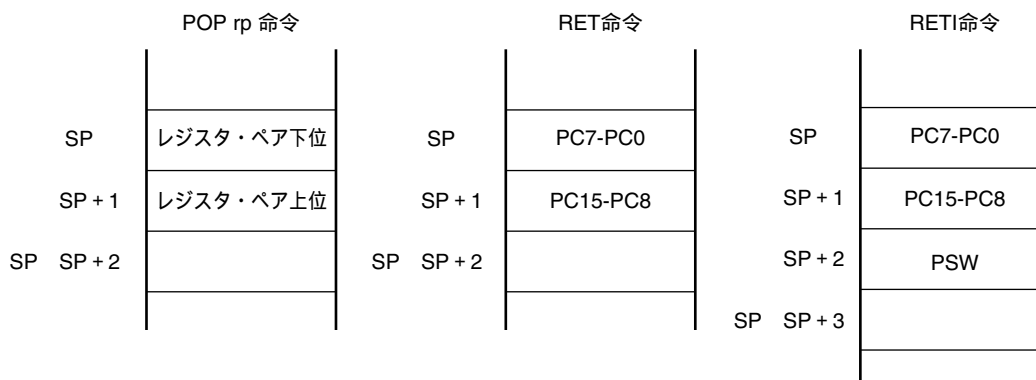 POP rp 命令
SP レジスタ・ペア下位
SP + 1 レジスタ・ペア上位
SP SP + 2
RET命令
SP PC7-PC0
SP + 1 PC15-PC8
SP SP + 2
RETI命令
SP PC7-PC0
SP + 1 PC15-PC8
SP + 2 PSW
SP SP + 3